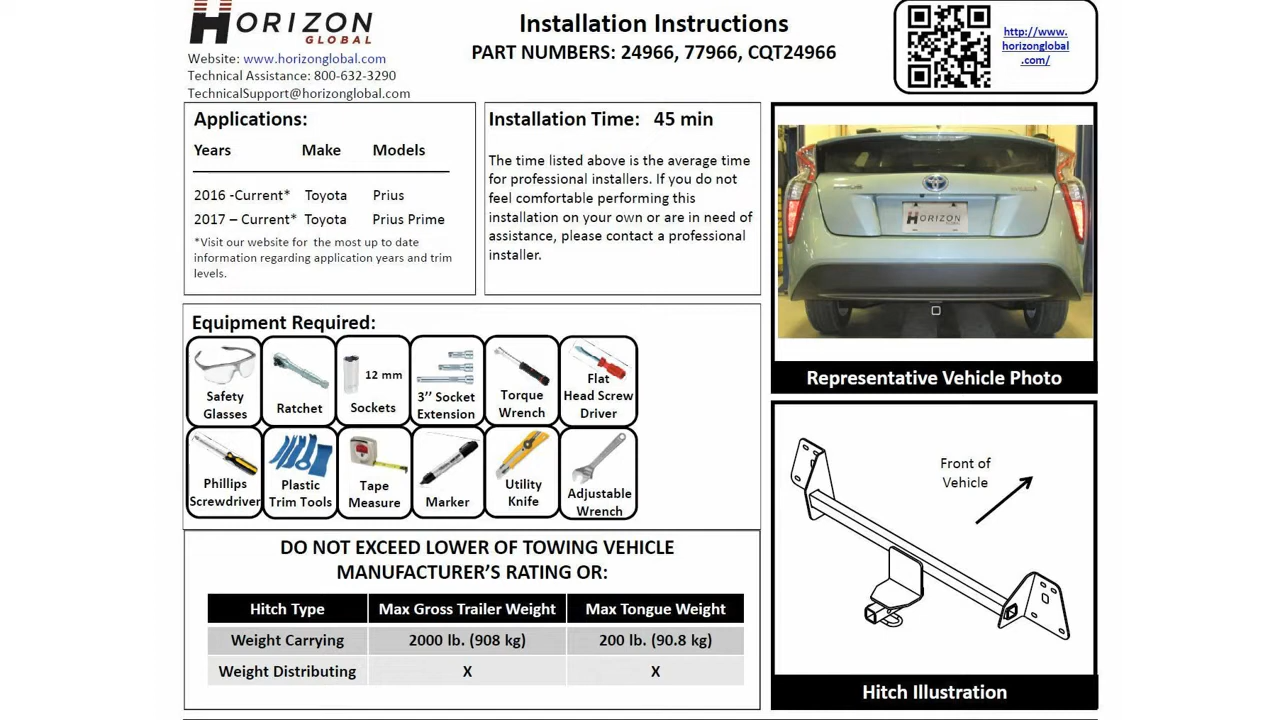 HORIZON
GLOBAL
Website: www.horizonglobal.com
Technical Assistance: 800-632-3290
TechnicalSupport@horizonglobal.com
Installation Instructions
PART NUMBERS: 24966, 77966, CQT24966
http://www.
horizonglobal
.com/
Applications:
Years Make Models
2016 -Current* Toyota Prius
2017 – Current* Toyota Prius Prime
*Visit our website for the most up to date
information regarding application years and trim
levels.
Installation Time: 45 min
The time listed above is the average time
for professional installers. If you do not
feel comfortable performing this
installation on your own or are in need of
assistance, please contact a professional
installer.
HORIZON
GLOBAL
Representative Vehicle Photo
Equipment Required:
Safety
Glasses
Ratchet
12 mm
Sockets
3’’ Socket
Extension
Torque
Wrench
Flat
Head Screw
Driver
Phillips
Screwdriver
Plastic
Trim Tools
Tape
Measure
Marker
Utility
Knife
Adjustable
Wrench
DO NOT EXCEED LOWER OF TOWING VEHICLE
MANUFACTURER’S RATING OR:
Hitch Type Max Gross Trailer Weight Max Tongue Weight
Weight Carrying 2000 lb. (908 kg) 200 lb. (90.8 kg)
Weight Distributing X X
Front of
Vehicle
Hitch Illustration